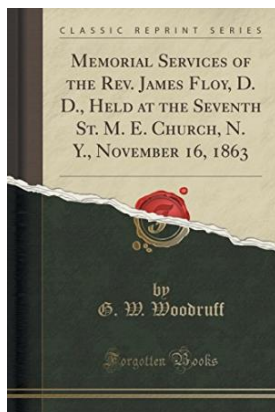 CLASSIC REPRINT SERIES
MEMORIAL SERVICES
OF THE REV. JAMES FLOY, D.
D., HELD AT THE SEVENTH
ST. M. E. CHURCH, N.
Y., NOVEMBER 16, 1863
by
G. W. Woodruff
Forgotten Books